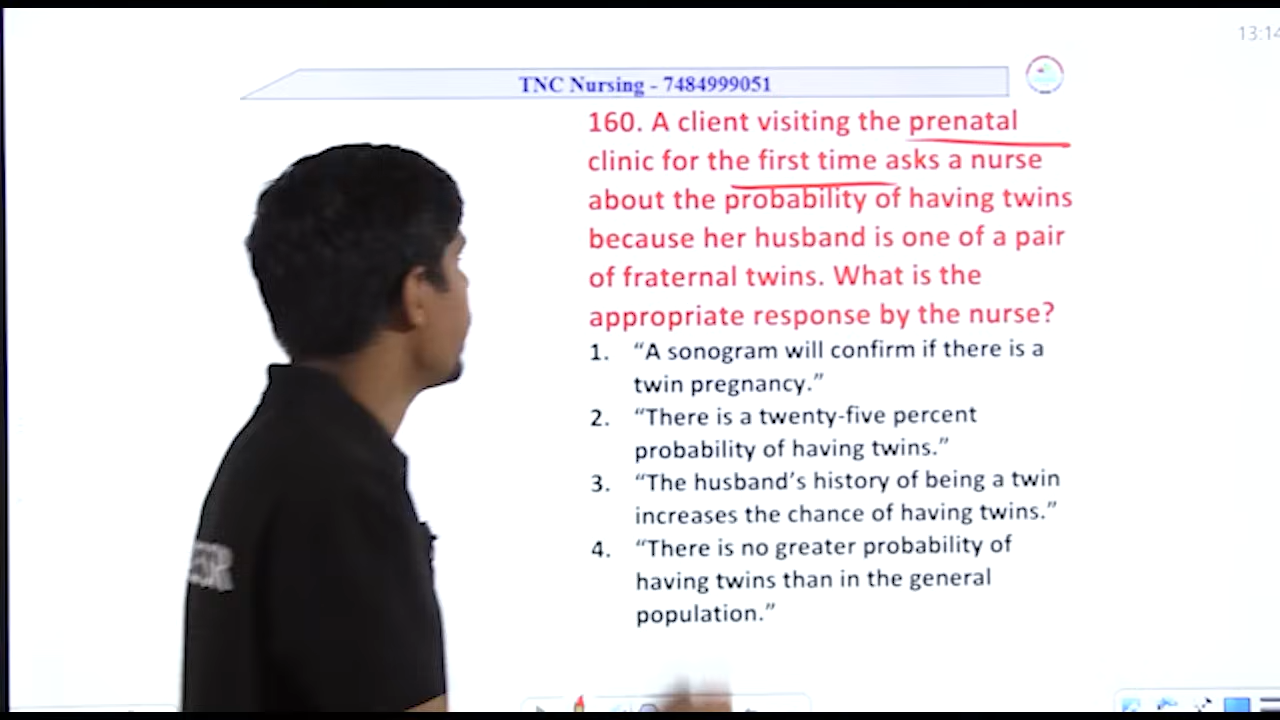 13:14
TNC Nursing - 7484999051
160. A client visiting the prenatal
clinic for the first time asks a nurse
about the probability of having twins
because her husband is one of a pair
of fraternal twins. What is the
appropriate response by the nurse?
1. “A sonogram will confirm if there is a
twin pregnancy.”
2. “There is a twenty-five percent
probability of having twins.”
3. “The husband’s history of being a twin
increases the chance of having twins.”
4. “There is no greater probability of
having twins than in the general
population.”